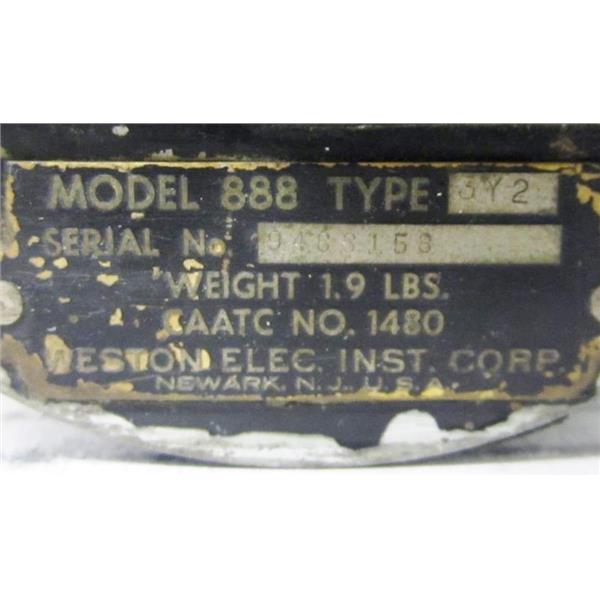 MODEL 888 TYPE 3Y2
SERIAL No.
WEIGHT 1.9 LBS.
CAATC NO. 1480
WESTON ELEC. INST. CORP.
NEWARK, N.J., U.S.A.